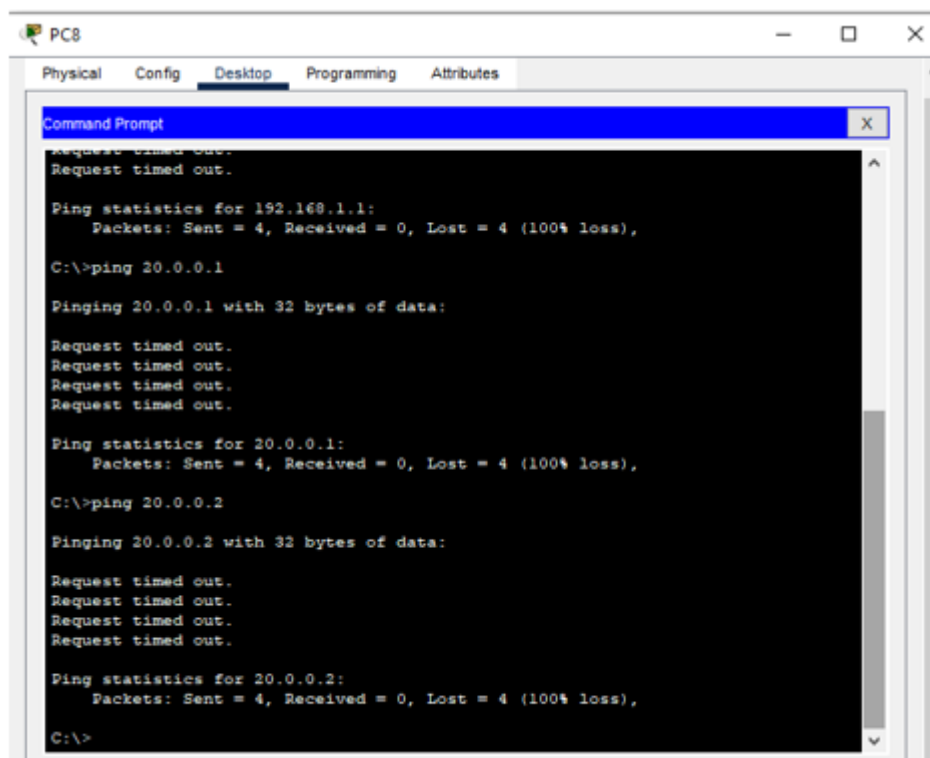 PC8
Physical Config Desktop Programming Attributes
Command Prompt
X
Request timed out.
Request timed out.
Ping statistics for 192.168.1.1:
Packets: Sent = 4, Received = 0, Lost = 4 (100% loss),
C:\>ping 20.0.0.1
Pinging 20.0.0.1 with 32 bytes of data:
Request timed out.
Request timed out.
Request timed out.
Request timed out.
Ping statistics for 20.0.0.1:
Packets: Sent = 4, Received = 0, Lost = 4 (100% loss),
C:\>ping 20.0.0.2
Pinging 20.0.0.2 with 32 bytes of data:
Request timed out.
Request timed out.
Request timed out.
Request timed out.
Ping statistics for 20.0.0.2:
Packets: Sent = 4, Received = 0, Lost = 4 (100% loss),
C:\>